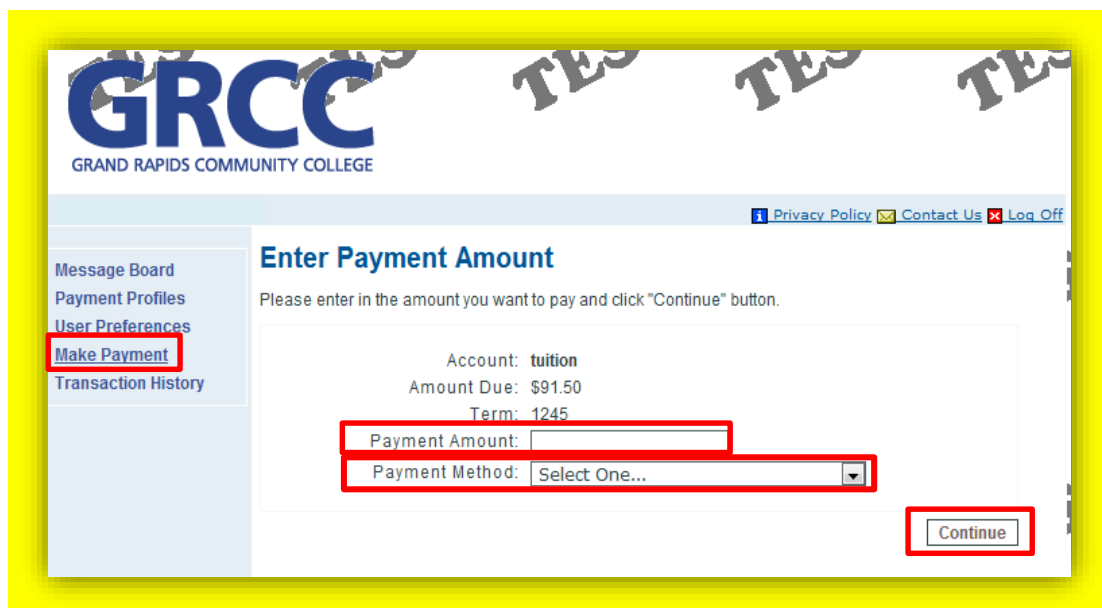 TES TES TES TES TES
GRCC
GRAND RAPIDS COMMUNITY COLLEGE
i Privacy Policy Contact Us Log Off
Message Board
Payment Profiles
User Preferences
Make Payment
Transaction History
Enter Payment Amount
Please enter in the amount you want to pay and click "Continue" button.
Account: tuition
Amount Due: $91.50
Term: 1245
Payment Amount:
Payment Method: Select One...
Continue